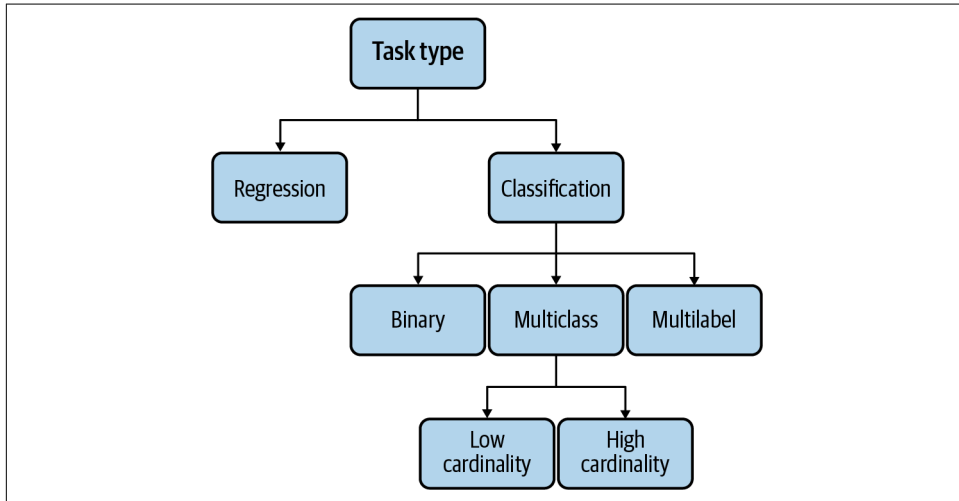 Task type
Regression
Classification
Binary
Multiclass
Multilabel
Low
cardinality
High
cardinality